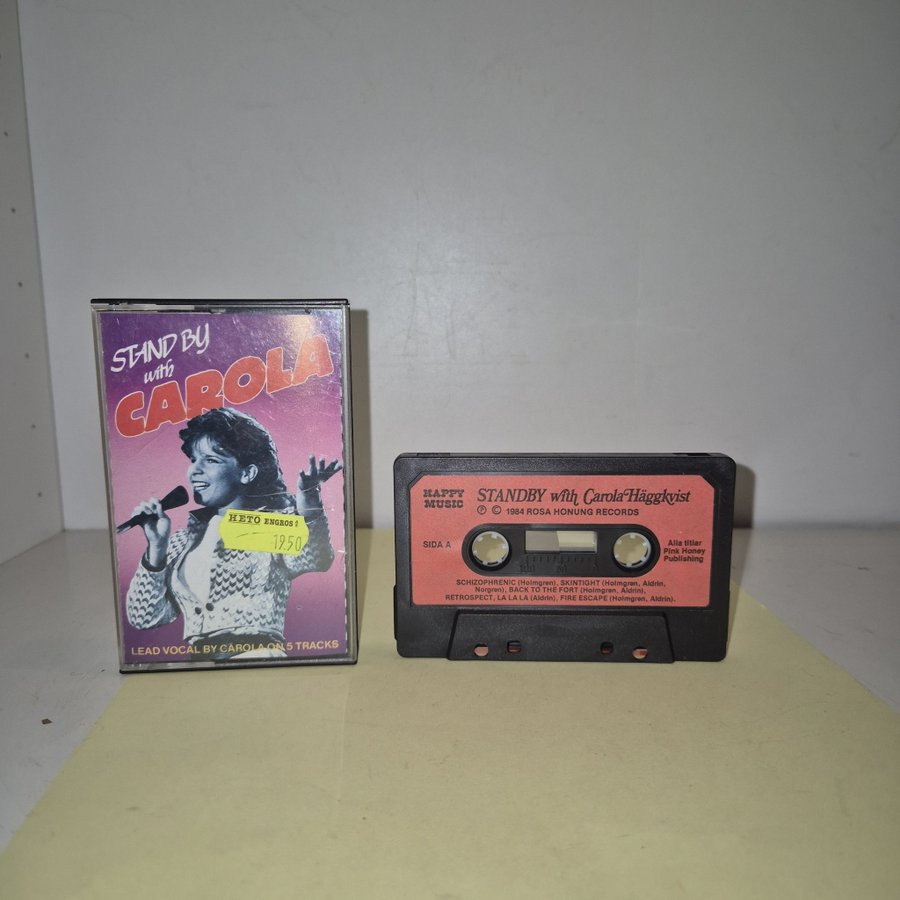 STAND BY
with
CAROLA
HETO ENGROS
19.50
LEAD VOCAL BY CAROLA ON 5 TRACKS
HAPPY
MUSIC
STANDBY with Carola Häggkvist
℗ © 1984 ROSA HONUNG RECORDS
SIDA A
Alla titlar
Pink Honey
Publishing
100 50
SCHIZOPHRENIC (Holmgren), SKINTIGHT (Holmgren, Aldrin,
Norgren), BACK TO THE FORT (Holmgren, Aldrin),
RETROSPECT, LA LA LA (Aldrin), FIRE ESCAPE (Holmgren, Aldrin).